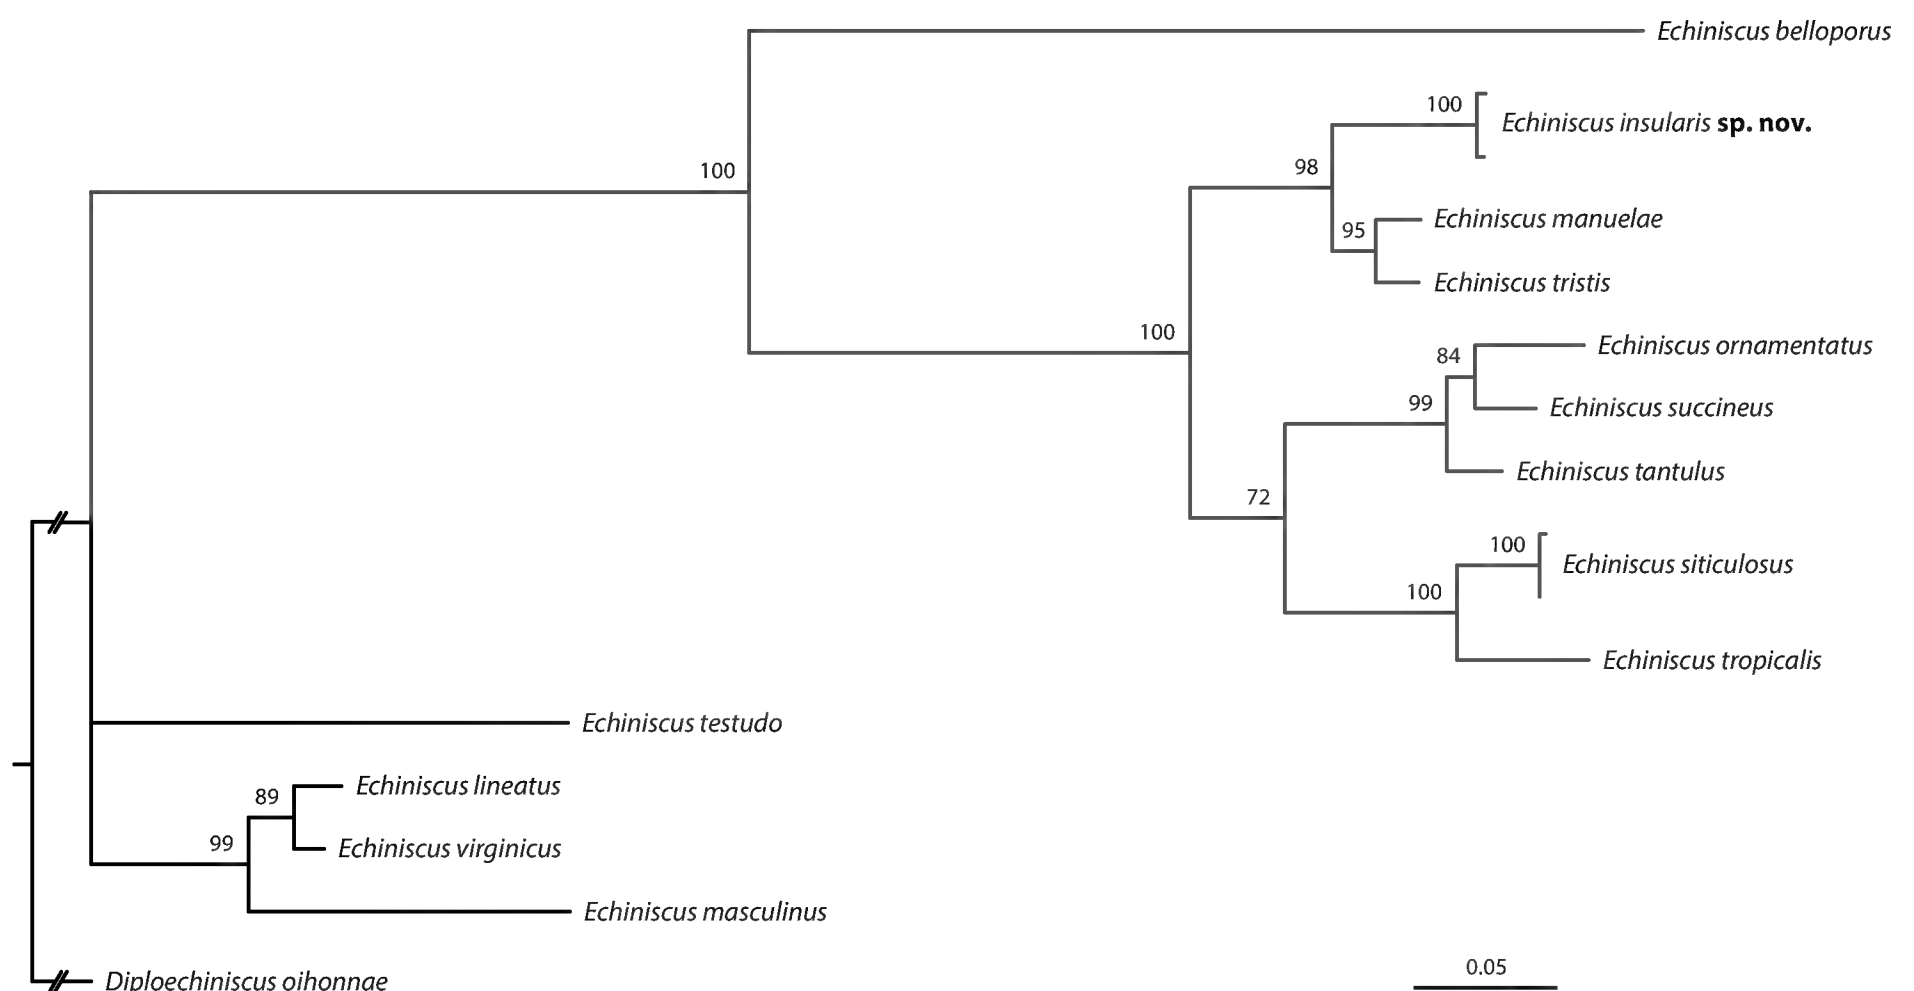 Echiniscus belloporus
100
Echiniscus insularis sp. nov.
98
100
Echiniscus manuelae
95
Echiniscus tristis
100
Echiniscus ornamentatus
84
Echiniscus succineus
99
Echiniscus tantulus
72
100
Echiniscus siticulosus
100
Echiniscus tropicalis
Echiniscus testudo
Echiniscus lineatus
89
Echiniscus virginicus
99
Echiniscus masculinus
0.05
Diploechiniscus oihonnae